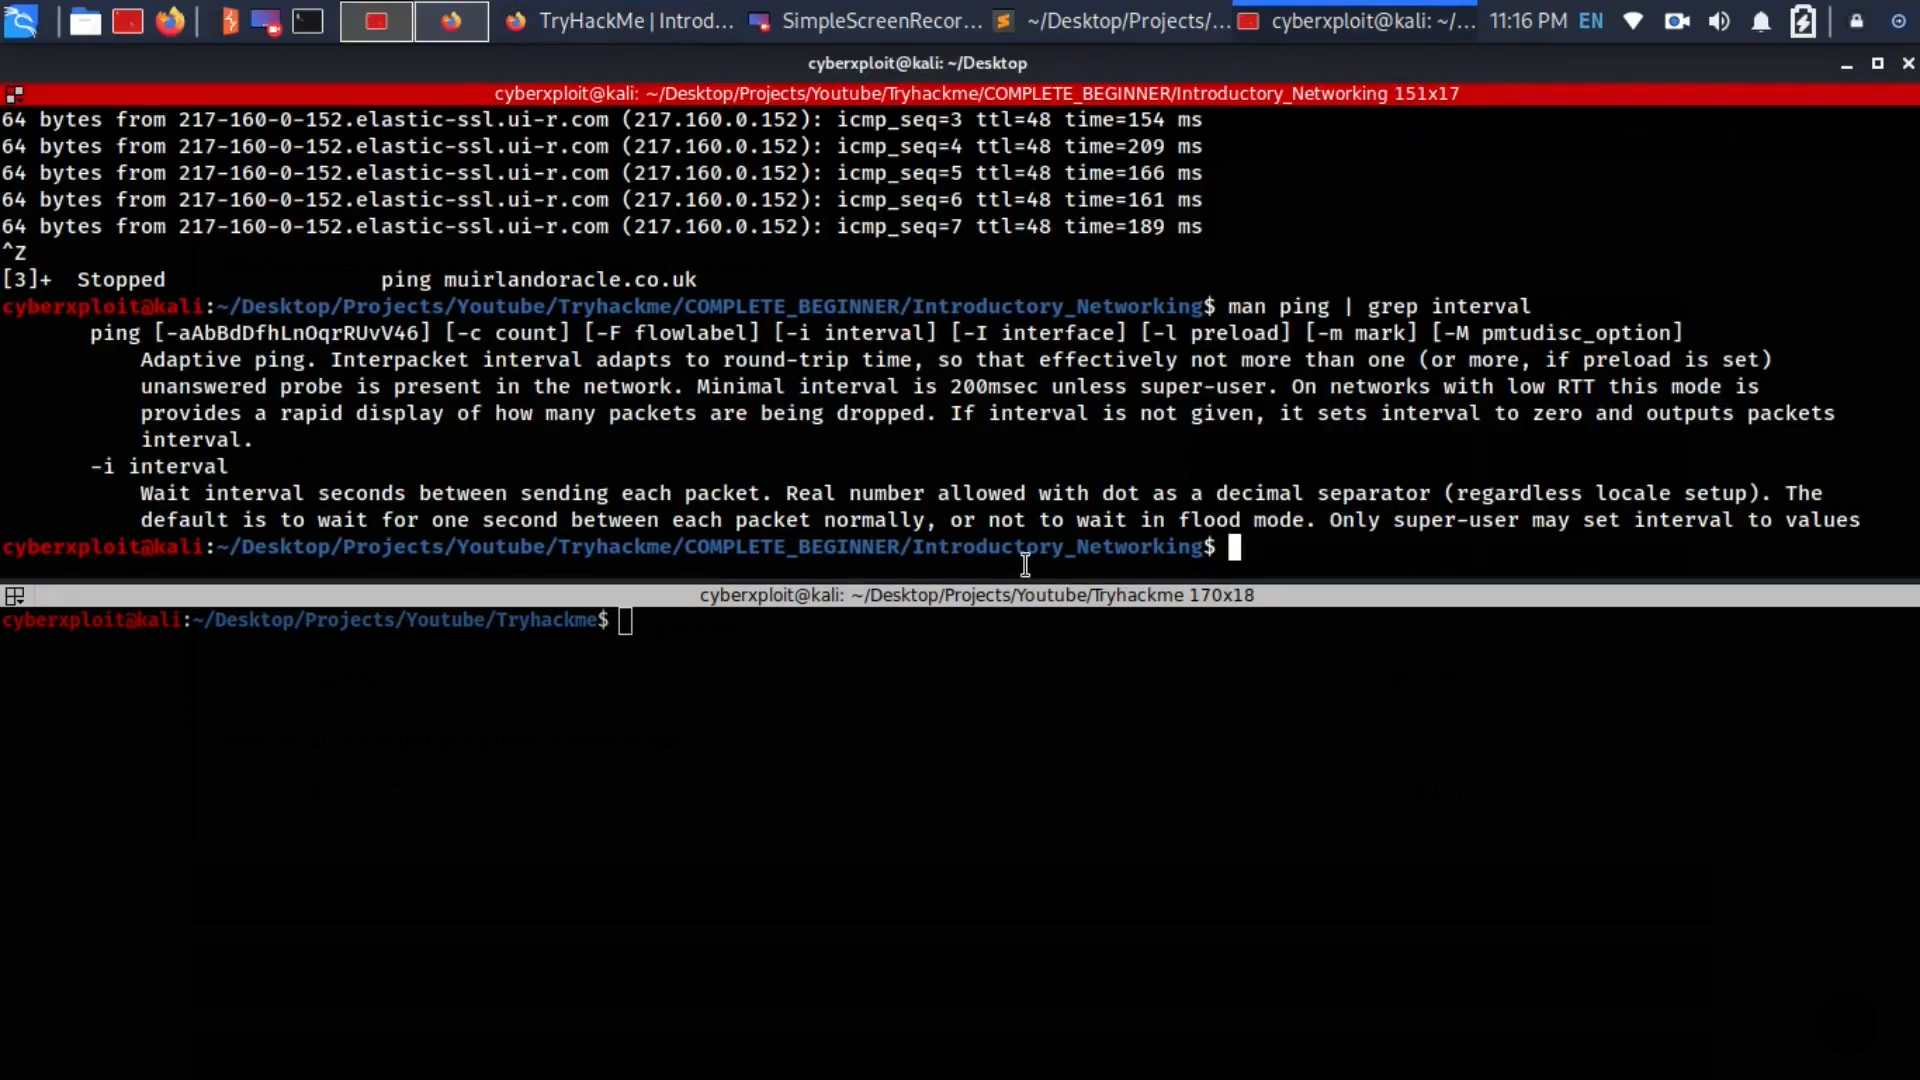 TryHackMe | Introd... SimpleScreenRecor... ~/Desktop/Projects/... cyberxploit@kali: ~/... 11:16 PM EN
cyberxploit@kali: ~/Desktop
cyberxploit@kali: ~/Desktop/Projects/Youtube/Tryhackme/COMPLETE_BEGINNER/Introductory_Networking 151x17
64 bytes from 217-160-0-152.elastic-ssl.ui-r.com (217.160.0.152): icmp_seq=3 ttl=48 time=154 ms
64 bytes from 217-160-0-152.elastic-ssl.ui-r.com (217.160.0.152): icmp_seq=4 ttl=48 time=209 ms
64 bytes from 217-160-0-152.elastic-ssl.ui-r.com (217.160.0.152): icmp_seq=5 ttl=48 time=166 ms
64 bytes from 217-160-0-152.elastic-ssl.ui-r.com (217.160.0.152): icmp_seq=6 ttl=48 time=161 ms
64 bytes from 217-160-0-152.elastic-ssl.ui-r.com (217.160.0.152): icmp_seq=7 ttl=48 time=189 ms
^Z
[3]+  Stopped                 ping muirlandoracle.co.uk
cyberxploit@kali:~/Desktop/Projects/Youtube/Tryhackme/COMPLETE_BEGINNER/Introductory_Networking$ man ping | grep interval
ping [-aAbBdDfhLnOqrRUvV46] [-c count] [-F flowlabel] [-i interval] [-I interface] [-l preload] [-m mark] [-M pmtudisc_option]
Adaptive ping. Interpacket interval adapts to round-trip time, so that effectively not more than one (or more, if preload is set)
unanswered probe is present in the network. Minimal interval is 200msec unless super-user. On networks with low RTT this mode is
provides a rapid display of how many packets are being dropped. If interval is not given, it sets interval to zero and outputs packets
interval.
-i interval
Wait interval seconds between sending each packet. Real number allowed with dot as a decimal separator (regardless locale setup). The
default is to wait for one second between each packet normally, or not to wait in flood mode. Only super-user may set interval to values
cyberxploit@kali:~/Desktop/Projects/Youtube/Tryhackme/COMPLETE_BEGINNER/Introductory_Networking$
cyberxploit@kali: ~/Desktop/Projects/Youtube/Tryhackme 170x18
cyberxploit@kali:~/Desktop/Projects/Youtube/Tryhackme$